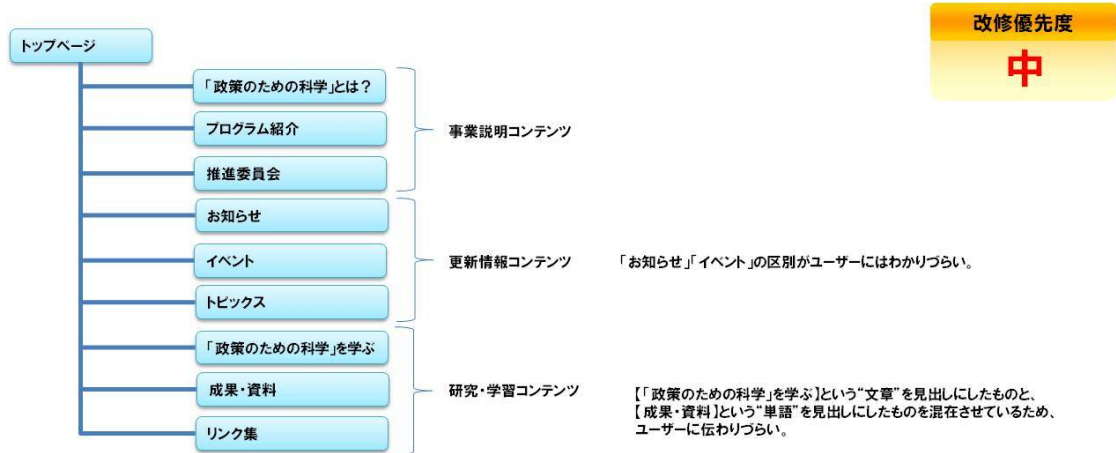 改修優先度
中
トップページ
「政策のための科学」とは？
プログラム紹介
推進委員会
事業説明コンテンツ
お知らせ
イベント
トピックス
更新情報コンテンツ
「お知らせ」「イベント」の区別がユーザーにはわかりづらい。
「政策のための科学」を学ぶ
成果・資料
リンク集
研究・学習コンテンツ
【「政策のための科学」を学ぶ】という“文章”を見出しにしたものと、
【成果・資料】という“単語”を見出しにしたものを混在させているため、
ユーザーに伝わりづらい。